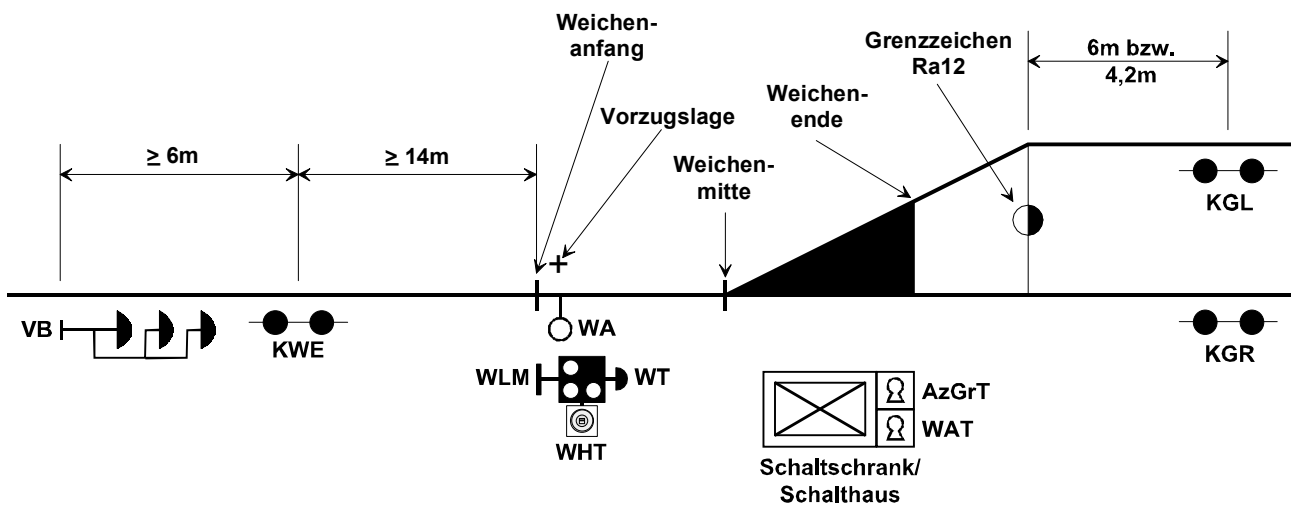 Weichen-
anfang
Vorzugslage
Weichen-
mitte
Weichen-
ende
Grenzzeichen
Ra12
6m bzw.
4,2m
≥ 6m
≥ 14m
KGL
VB
KWE
WA
WLM
WT
WHT
AzGrT
WAT
Schaltschrank/
Schalthaus
KGR